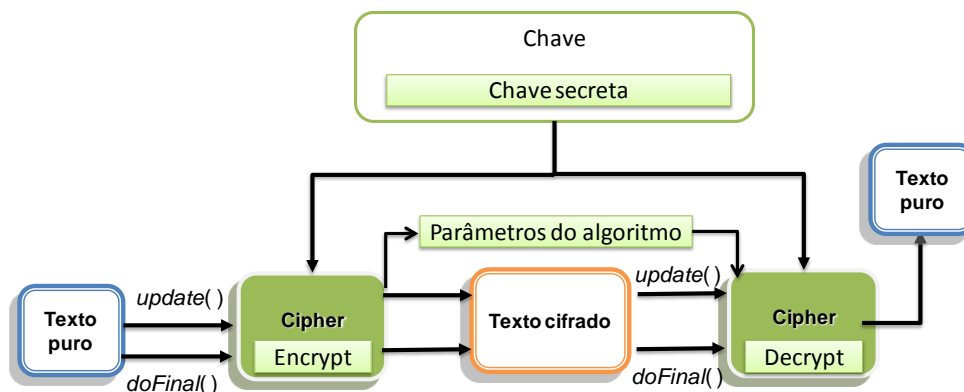 Chave
Chave secreta
Texto
puro
Parâmetros do algoritmo
update( )
update( )
Texto
puro
Cipher
Encrypt
Texto cifrado
Cipher
Decrypt
doFinal( )
doFinal( )